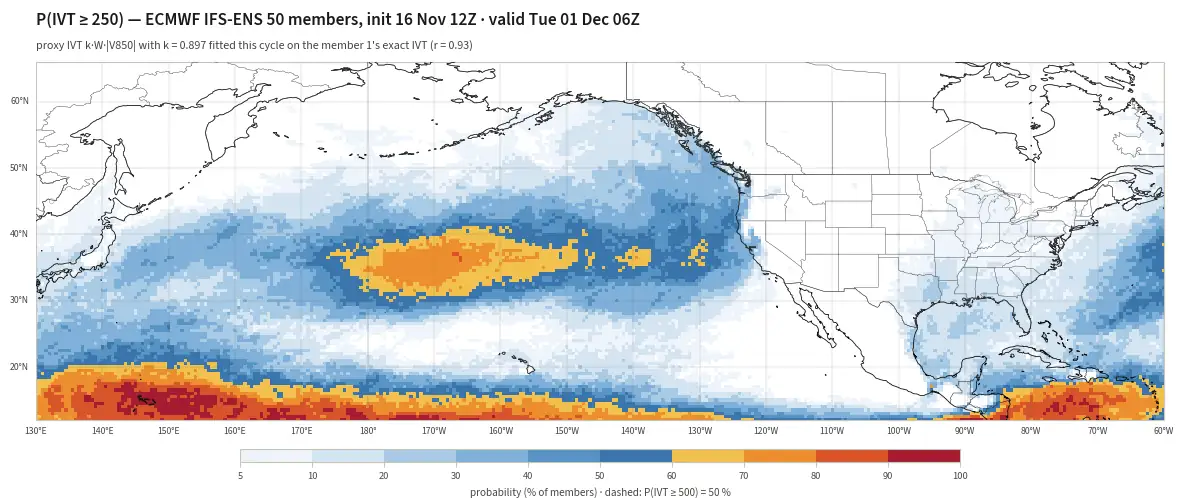 P(IVT ≥ 250) — ECMWF IFS-ENS 50 members, init 16 Nov 12Z · valid Tue 01 Dec 06Z
proxy IVT k·W·|V850| with k = 0.897 fitted this cycle on the member 1's exact IVT (r = 0.93)
60°N
50°N
40°N
30°N
20°N
130°E 140°E 150°E 160°E 170°E 180° 170°W 160°W 150°W 140°W 130°W 120°W 110°W 100°W 90°W 80°W 70°W 60°W
5 10 20 30 40 50 60 70 80 90 100
probability (% of members) · dashed: P(IVT ≥ 500) = 50 %